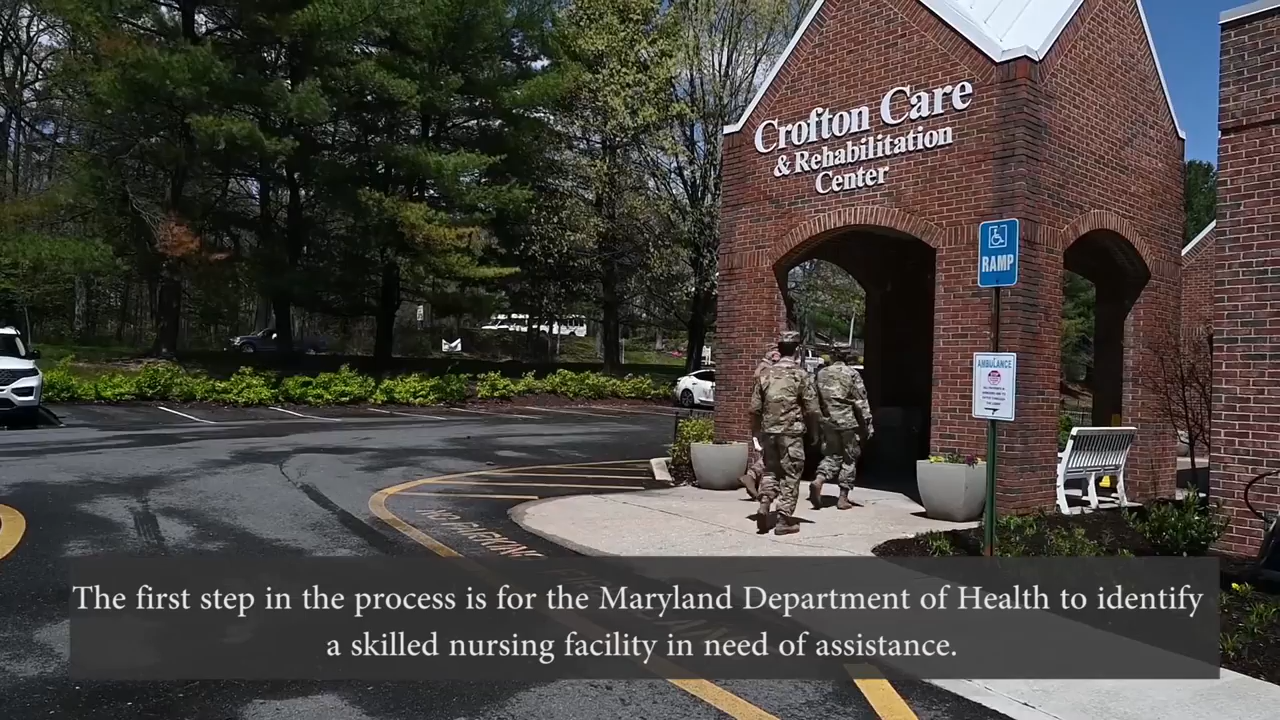 Crofton Care
& Rehabilitation
Center
RAMP
AMBULANCE
STOP
NO PARKING
The first step in the process is for the Maryland Department of Health to identify
a skilled nursing facility in need of assistance.